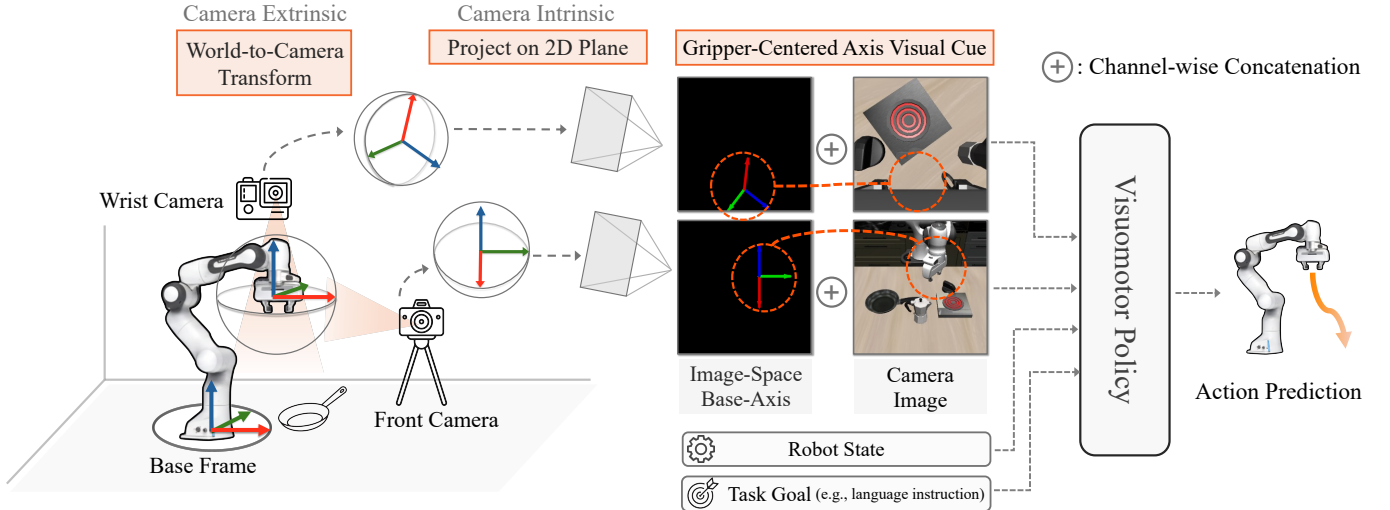 Camera Extrinsic
World-to-Camera
Transform
Camera Intrinsic
Project on 2D Plane
Gripper-Centered Axis Visual Cue
+ : Channel-wise Concatenation
Wrist Camera
Front Camera
Base Frame
+
+
Image-Space
Base-Axis
Camera
Image
Robot State
Task Goal (e.g., language instruction)
Visuomotor Policy
Action Prediction